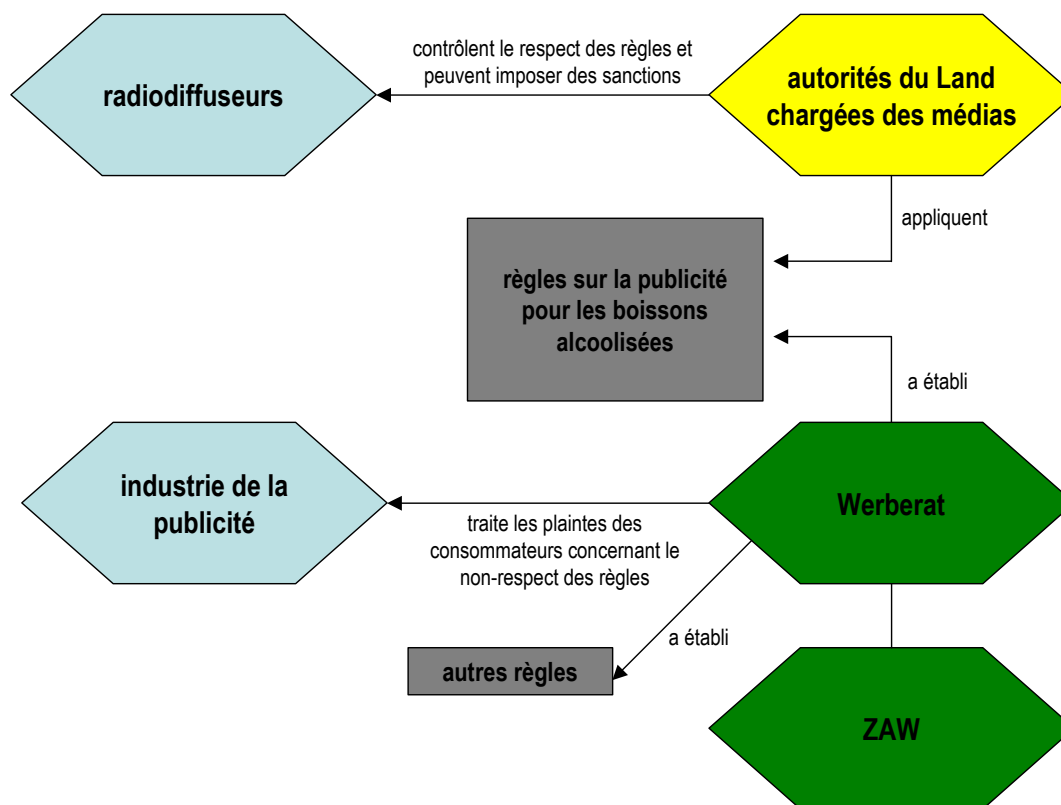 contrôlent le respect des règles et
peuvent imposer des sanctions
radiodiffuseurs
autorités du Land
chargées des médias
appliquent
règles sur la publicité
pour les boissons
alcoolisées
a établi
industrie de la
publicité
Werberat
traite les plaintes des
consommateurs concernant le
non-respect des règles
a établi
autres règles
ZAW